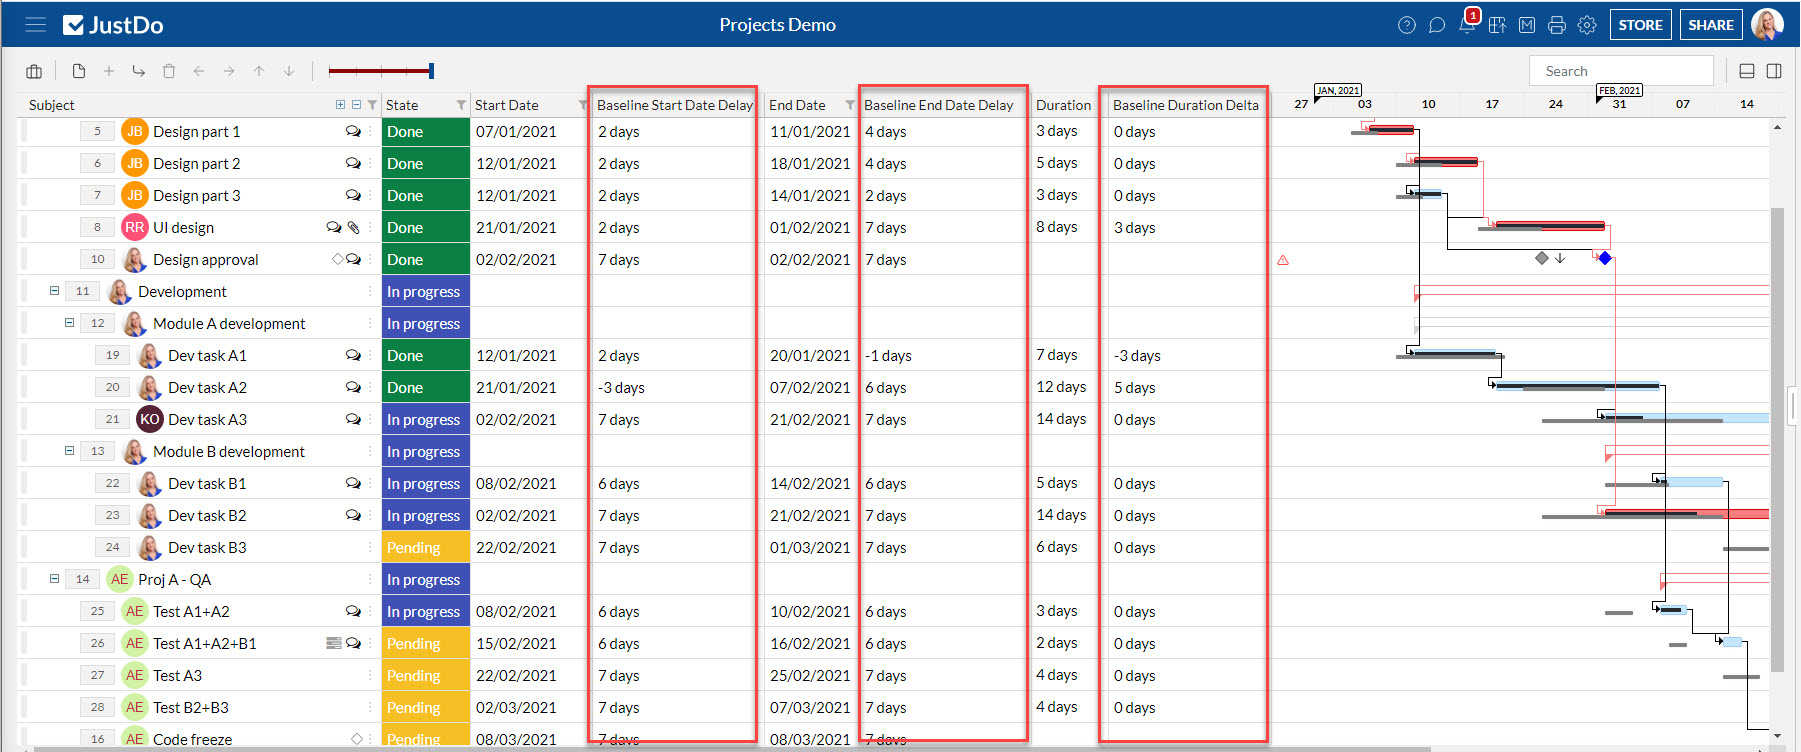 JustDo Projects Demo 1 STORE SHARE
Search
Subject State Start Date Baseline Start Date Delay End Date Baseline End Date Delay Duration Baseline Duration Delta 27 JAN, 2021 03 10 17 24 FEB, 2021 31 07 14
5 JB Design part 1 Done 07/01/2021 2 days 11/01/2021 4 days 3 days 0 days
6 JB Design part 2 Done 12/01/2021 2 days 18/01/2021 4 days 5 days 0 days
7 JB Design part 3 Done 12/01/2021 2 days 14/01/2021 2 days 3 days 0 days
8 RR UI design Done 21/01/2021 2 days 01/02/2021 7 days 8 days 3 days
10 Design approval Done 02/02/2021 7 days 02/02/2021 7 days
11 Development In progress
12 Module A development In progress
19 Dev task A1 Done 12/01/2021 2 days 20/01/2021 -1 days 7 days -3 days
20 Dev task A2 Done 21/01/2021 -3 days 07/02/2021 6 days 12 days 5 days
21 KO Dev task A3 In progress 02/02/2021 7 days 21/02/2021 7 days 14 days 0 days
13 Module B development In progress
22 Dev task B1 In progress 08/02/2021 6 days 14/02/2021 6 days 5 days 0 days
23 Dev task B2 In progress 02/02/2021 7 days 21/02/2021 7 days 14 days 0 days
24 Dev task B3 Pending 22/02/2021 7 days 01/03/2021 7 days 6 days 0 days
14 AE Proj A - QA In progress
25 AE Test A1+A2 In progress 08/02/2021 6 days 10/02/2021 6 days 3 days 0 days
26 AE Test A1+A2+B1 Pending 15/02/2021 6 days 16/02/2021 6 days 2 days 0 days
27 AE Test A3 Pending 22/02/2021 7 days 25/02/2021 7 days 4 days 0 days
28 AE Test B2+B3 Pending 02/03/2021 7 days 07/03/2021 7 days 4 days 0 days
16 AE Code freeze Pending 08/03/2021 7 days 08/03/2021 7 days